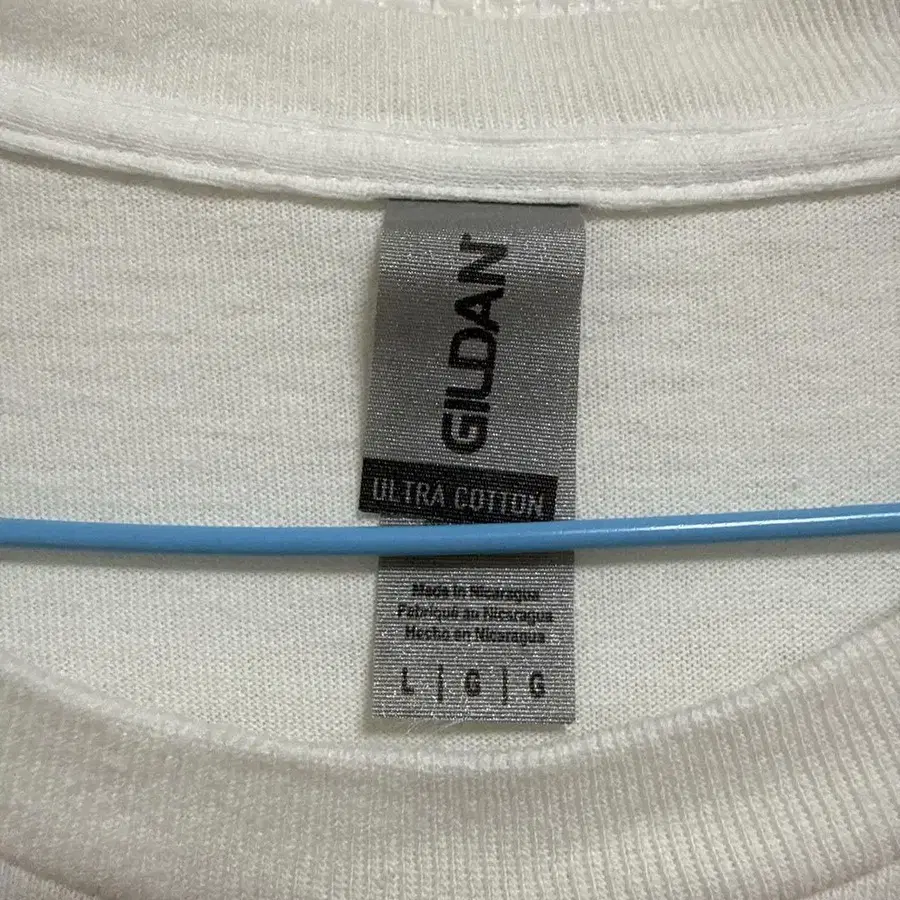 GILDAN
ULTRA COTTON
Made in Nicaragua
Fabriqué au Nicaragua
Hecho en Nicaragua
L | G | G